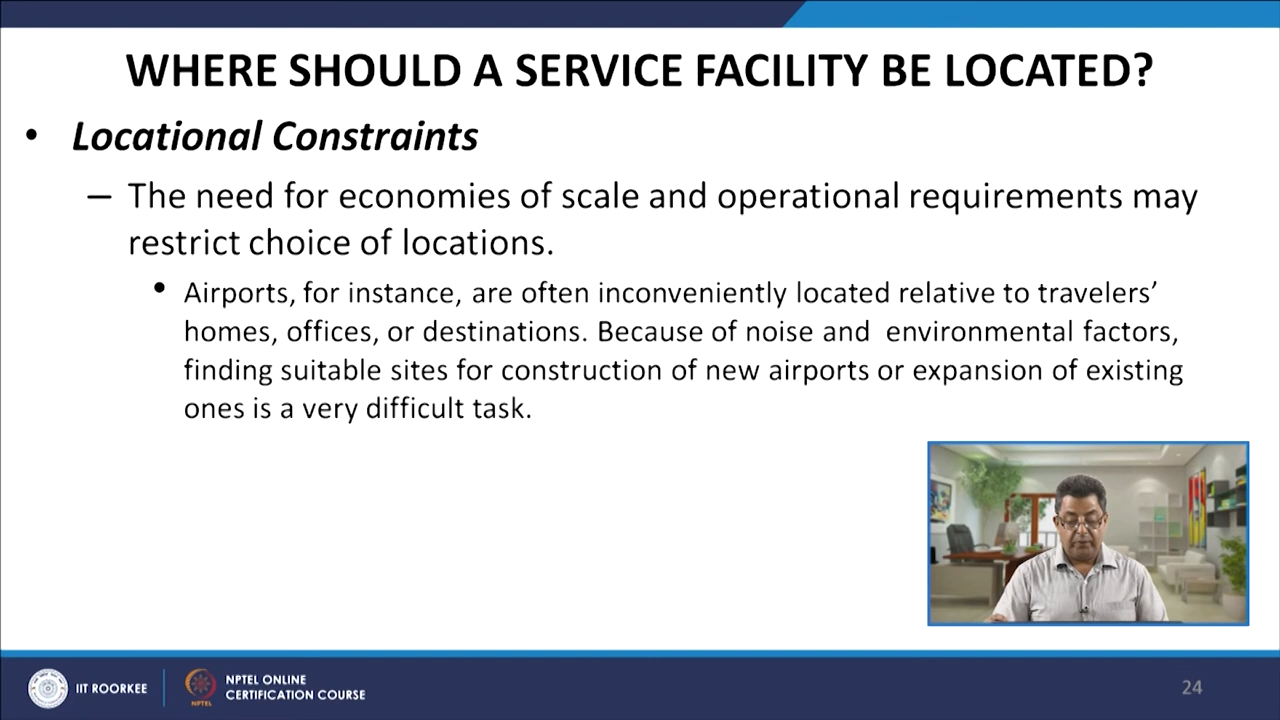 WHERE SHOULD A SERVICE FACILITY BE LOCATED?
• Locational Constraints
– The need for economies of scale and operational requirements may
restrict choice of locations.
• Airports, for instance, are often inconveniently located relative to travelers’
homes, offices, or destinations. Because of noise and environmental factors,
finding suitable sites for construction of new airports or expansion of existing
ones is a very difficult task.
IIT ROORKEE
NPTEL
NPTEL ONLINE
CERTIFICATION COURSE
24